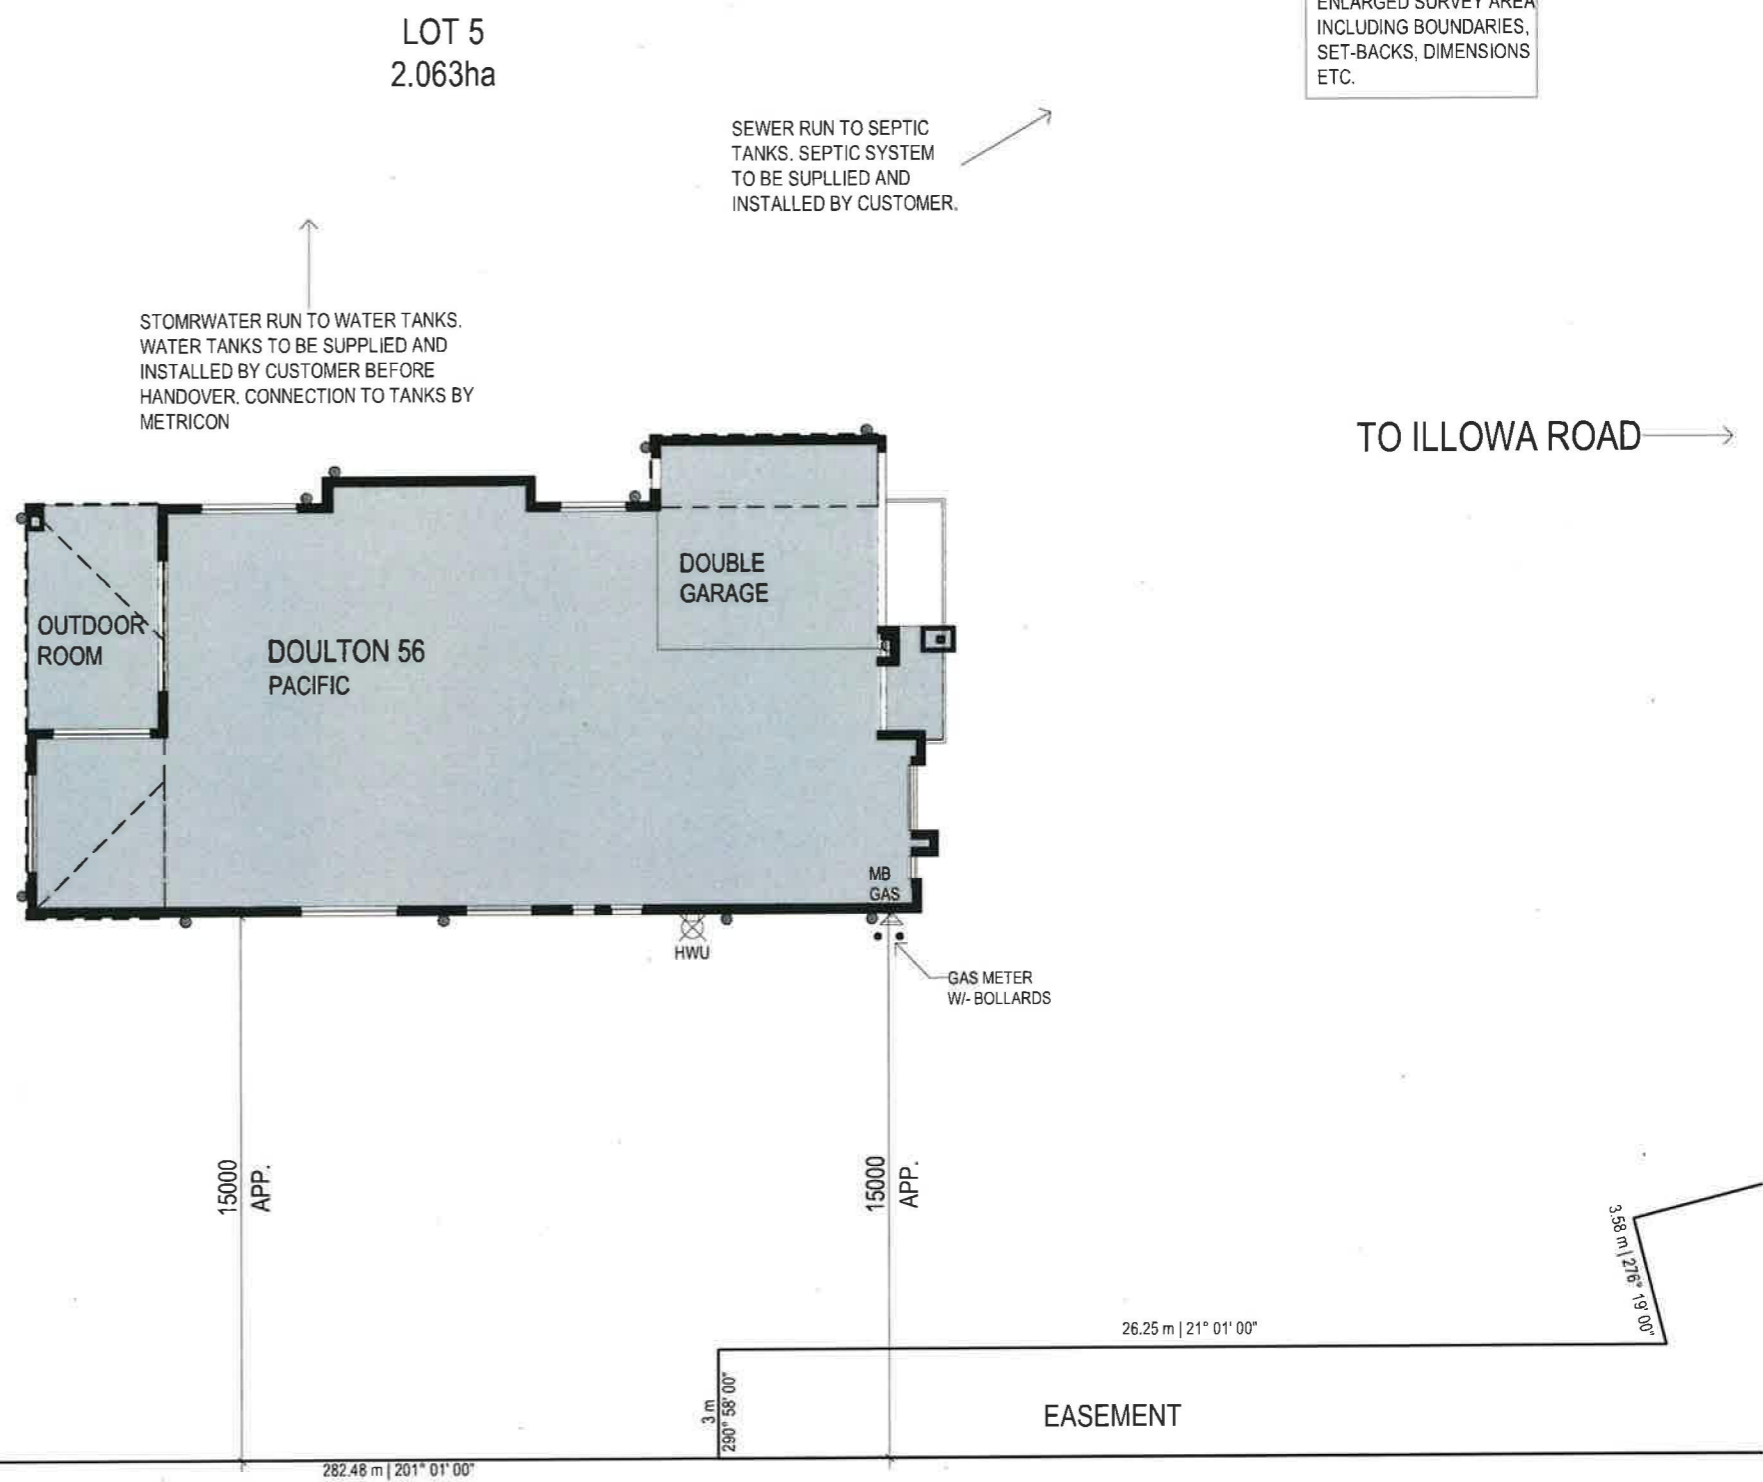 LOT 5
2.063ha
ENLARGED SURVEY AREA
INCLUDING BOUNDARIES,
SET-BACKS, DIMENSIONS
ETC.
SEWER RUN TO SEPTIC
TANKS. SEPTIC SYSTEM
TO BE SUPLLIED AND
INSTALLED BY CUSTOMER.
STOMRWATER RUN TO WATER TANKS.
WATER TANKS TO BE SUPPLIED AND
INSTALLED BY CUSTOMER BEFORE
HANDOVER. CONNECTION TO TANKS BY
METRICON
TO ILLOWA ROAD
DOUBLE
GARAGE
OUTDOOR
ROOM
DOULTON 56
PACIFIC
MB
GAS
HWU
GAS METER
W/- BOLLARDS
15000
APP.
15000
APP.
3.58 m | 276° 19' 00"
26.25 m | 21° 01' 00"
3 m
290° 58' 00"
EASEMENT
282.48 m | 201° 01' 00"